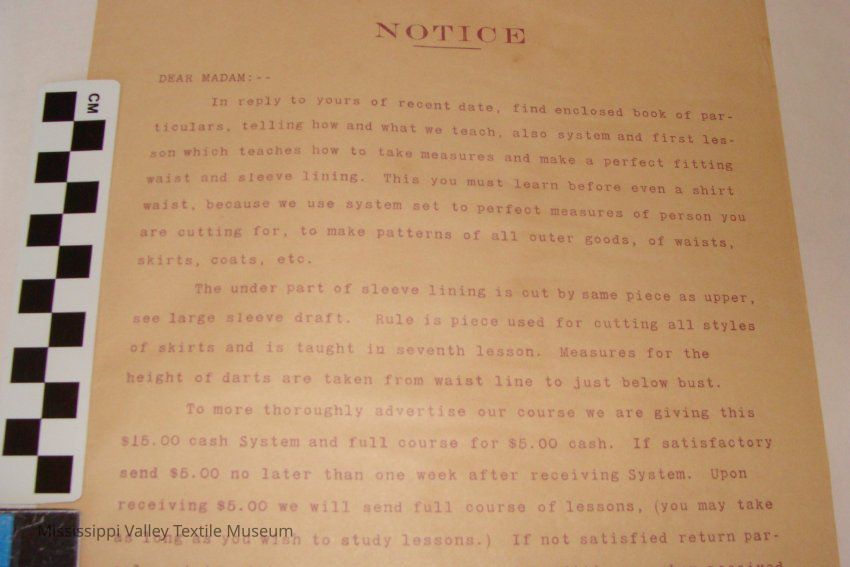 NOTICE
DEAR MADAM:--
In reply to yours of recent date, find enclosed book of par-
ticulars, telling how and what we teach, also system and first les-
son which teaches how to take measures and make a perfect fitting
waist and sleeve lining. This you must learn before even a shirt
waist, because we use system set to perfect measures of person you
are cutting for, to make patterns of all outer goods, of waists,
skirts, coats, etc.
The under part of sleeve lining is cut by same piece as upper,
see large sleeve draft. Rule is piece used for cutting all styles
of skirts and is taught in seventh lesson. Measures for the
height of darts are taken from waist line to just below bust.
To more thoroughly advertise our course we are giving this
$15.00 cash System and full course for $5.00 cash. If satisfactory
send $5.00 no later than one week after receiving System. Upon
receiving $5.00 we will send full course of lessons, (you may take
as long as you wish to study lessons.) If not satisfied return par-
CM
Mississippi Valley Textile Museum